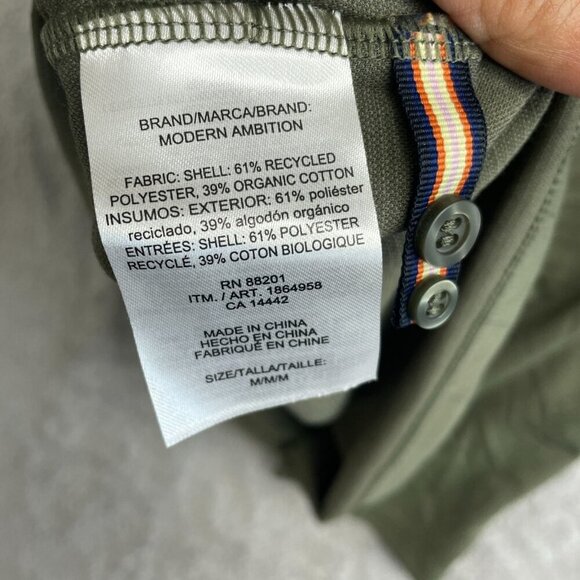 BRAND/MARCA/BRAND:
MODERN AMBITION
FABRIC: SHELL: 61% RECYCLED
POLYESTER, 39% ORGANIC COTTON
INSUMOS: EXTERIOR: 61% poliéster
reciclado, 39% algodón orgánico
ENTRÉES: SHELL: 61% POLYESTER
RECYCLÉ, 39% COTON BIOLOGIQUE
RN 88201
ITM. / ART. 1864958
CA 14442
MADE IN CHINA
HECHO EN CHINA
FABRIQUÉ EN CHINE
SIZE/TALLA/TAILLE:
M/M/M